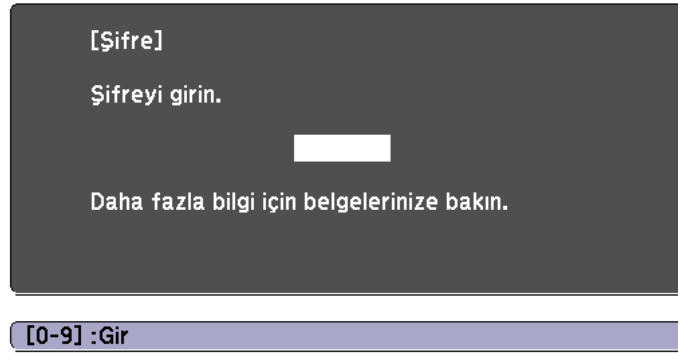 [Şifre]
Şifreyi girin.
Daha fazla bilgi için belgelerinize bakın.
[0-9] :Gir